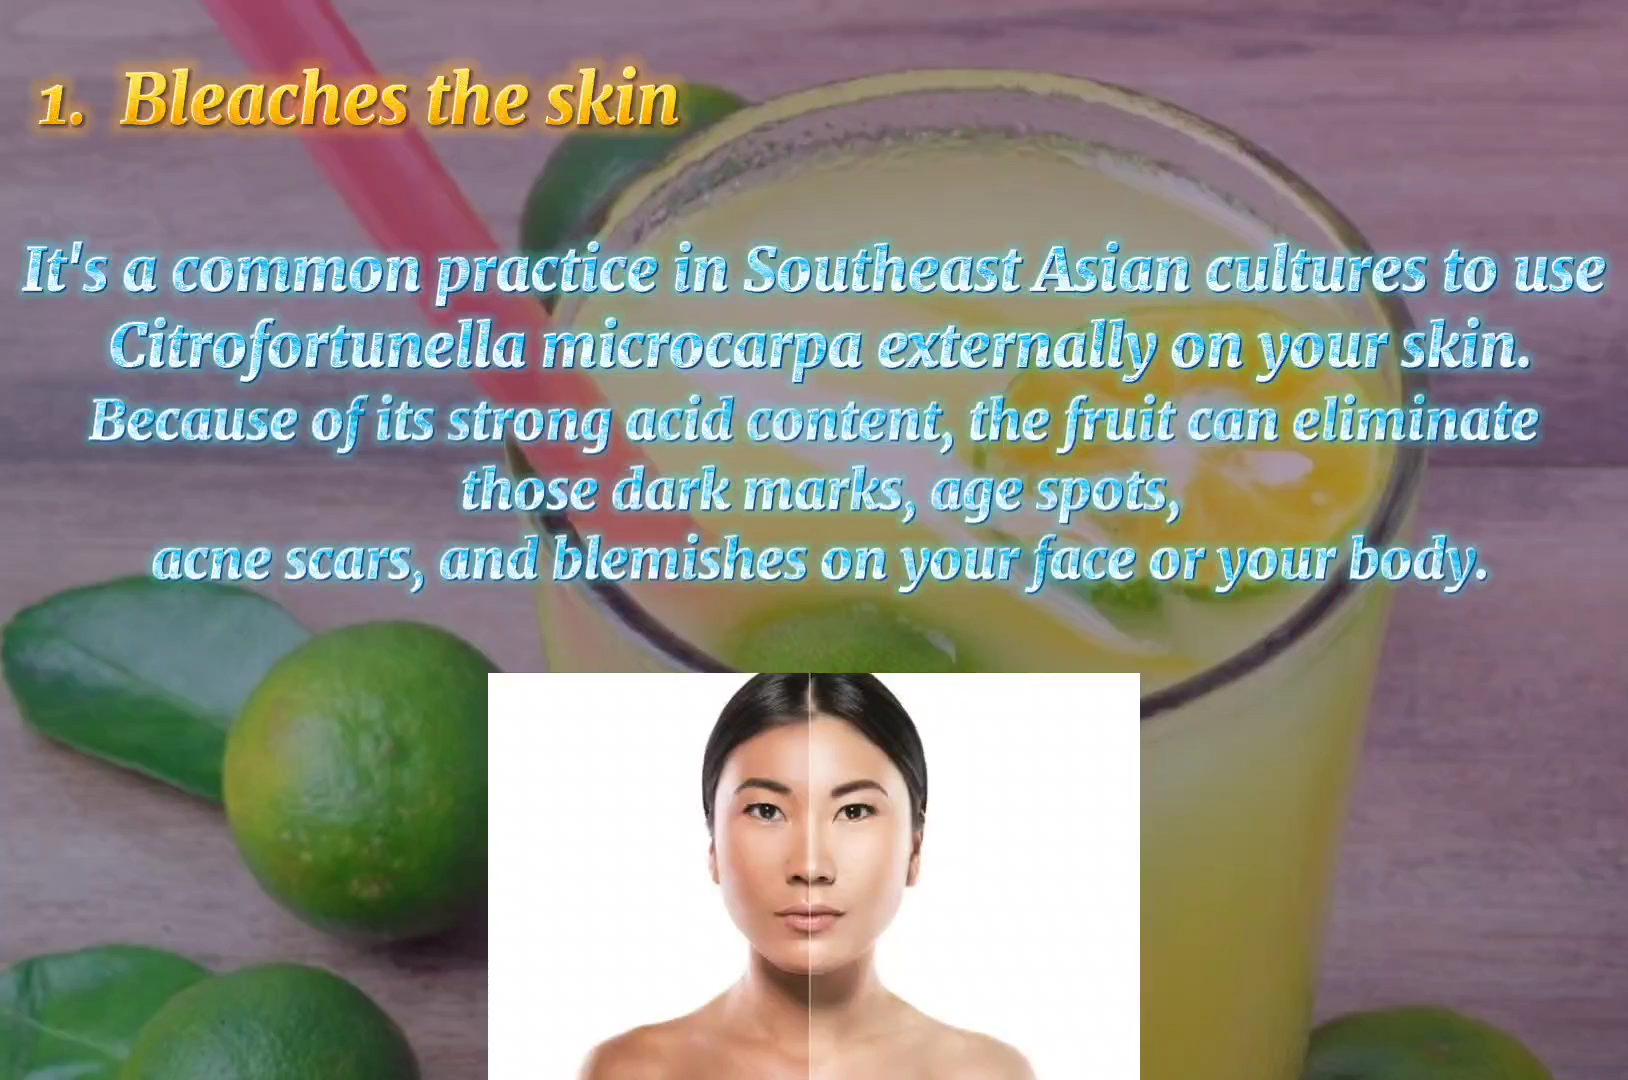 1. Bleaches the skin
It's a common practice in Southeast Asian cultures to use
Citrofortunella microcarpa externally on your skin.
Because of its strong acid content, the fruit can eliminate
those dark marks, age spots,
acne scars, and blemishes on your face or your body.